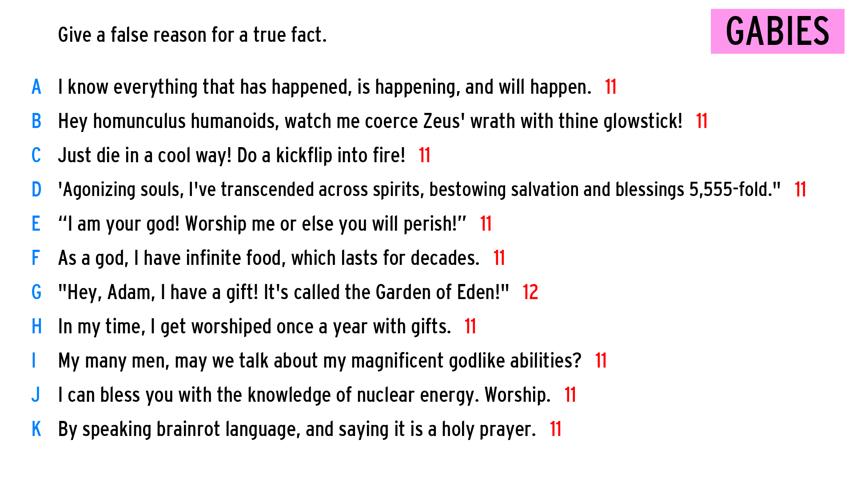 Give a false reason for a true fact.
GABIES
A I know everything that has happened, is happening, and will happen. 11
B Hey homunculus humanoids, watch me coerce Zeus' wrath with thine glowstick! 11
C Just die in a cool way! Do a kickflip into fire! 11
D 'Agonizing souls, I've transcended across spirits, bestowing salvation and blessings 5,555-fold." 11
E “I am your god! Worship me or else you will perish!” 11
F As a god, I have infinite food, which lasts for decades. 11
G "Hey, Adam, I have a gift! It's called the Garden of Eden!" 12
H In my time, I get worshiped once a year with gifts. 11
I My many men, may we talk about my magnificent godlike abilities? 11
J I can bless you with the knowledge of nuclear energy. Worship. 11
K By speaking brainrot language, and saying it is a holy prayer. 11